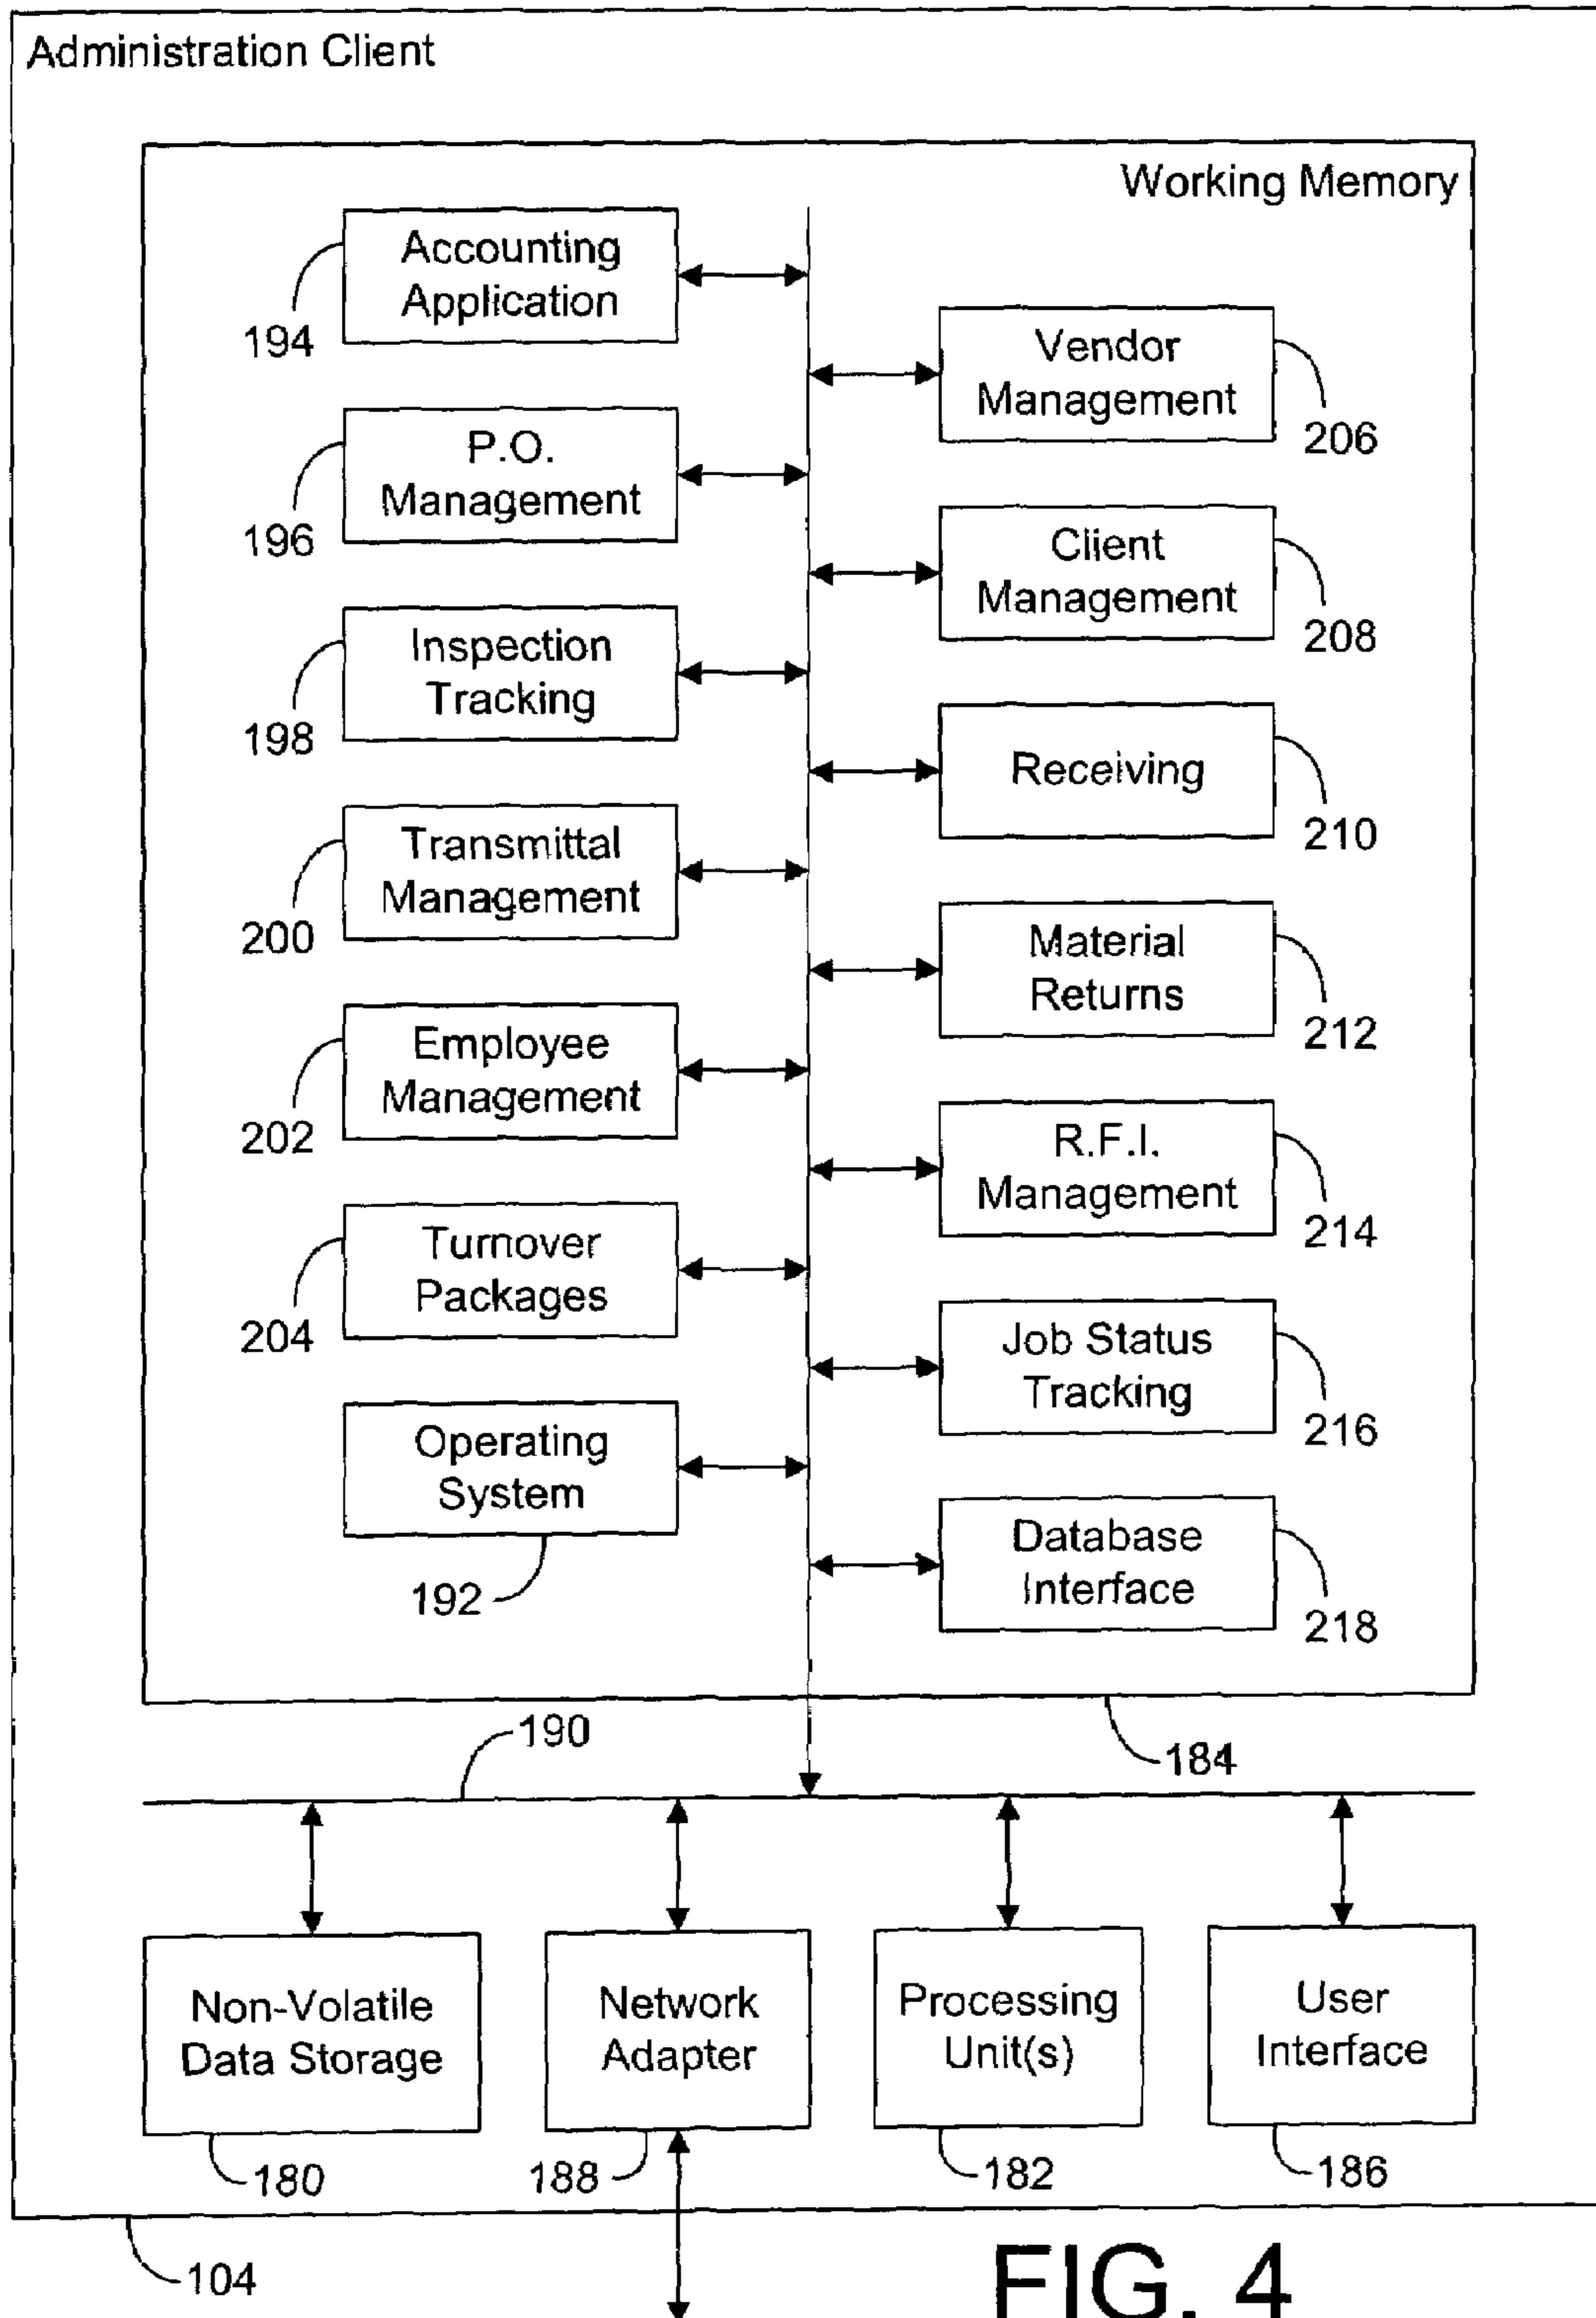 Administration Client
Working Memory
Accounting
Application
194
P.O.
Management
196
Inspection
Tracking
198
Transmittal
Management
200
Employee
Management
202
Turnover
Packages
204
Operating
System
192
Vendor
Management
206
Client
Management
208
Receiving
210
Material
Returns
212
R.F.I.
Management
214
Job Status
Tracking
216
Database
Interface
218
190
184
Non-Volatile
Data Storage
180
Network
Adapter
188
Processing
Unit(s)
182
User
Interface
186
104
FIG. 4